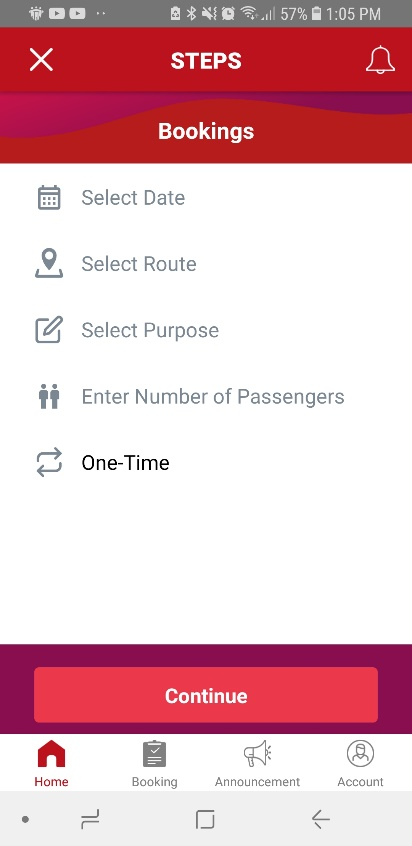 57% 1:05 PM
STEPS
Bookings
Select Date
Select Route
Select Purpose
Enter Number of Passengers
One-Time
Continue
Home Booking Announcement Account